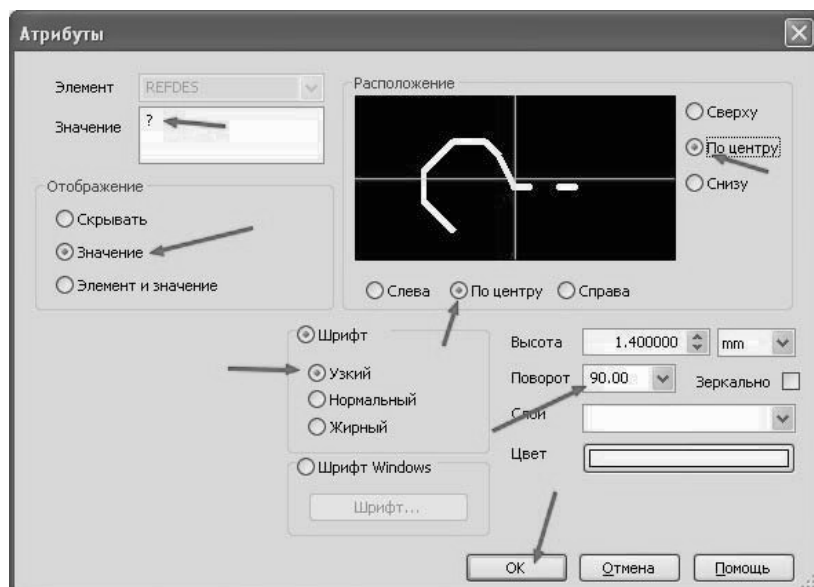 Атрибуты
Элемент REFDES
Значение ?
Отображение
Скрывать
Значение
Элемент и значение
Расположение
Сверху
По центру
Снизу
Слева По центру Справа
Шрифт
Узкий
Нормальный
Жирный
Шрифт Windows
Шрифт...
Высота 1.400000 mm
Поворот 90.00 Зеркально
Слой
Цвет
OK Отмена Помощь